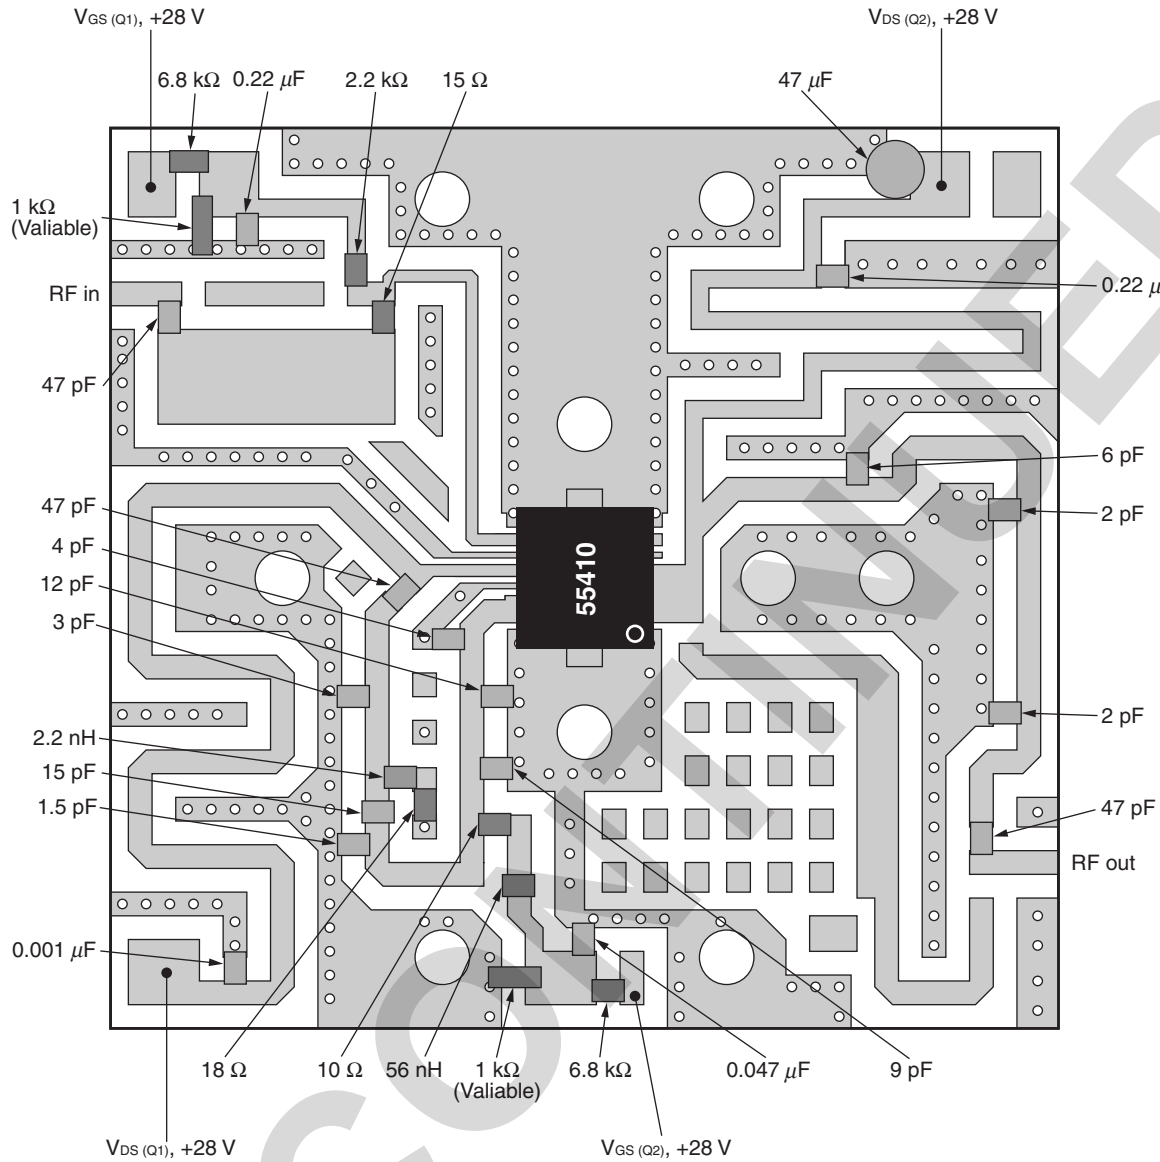 VGS (Q1), +28 V
VDS (Q2), +28 V
6.8 kΩ
0.22 μF
2.2 kΩ
15 Ω
47 μF
1 kΩ
(Valiable)
RF in
0.22 μ
47 pF
6 pF
47 pF
2 pF
4 pF
12 pF
3 pF
55410
2 pF
2.2 nH
15 pF
1.5 pF
47 pF
RF out
0.001 μF
18 Ω
10 Ω
56 nH
1 kΩ
(Valiable)
6.8 kΩ
0.047 μF
9 pF
VDS (Q1), +28 V
VGS (Q2), +28 V
CONTINUED